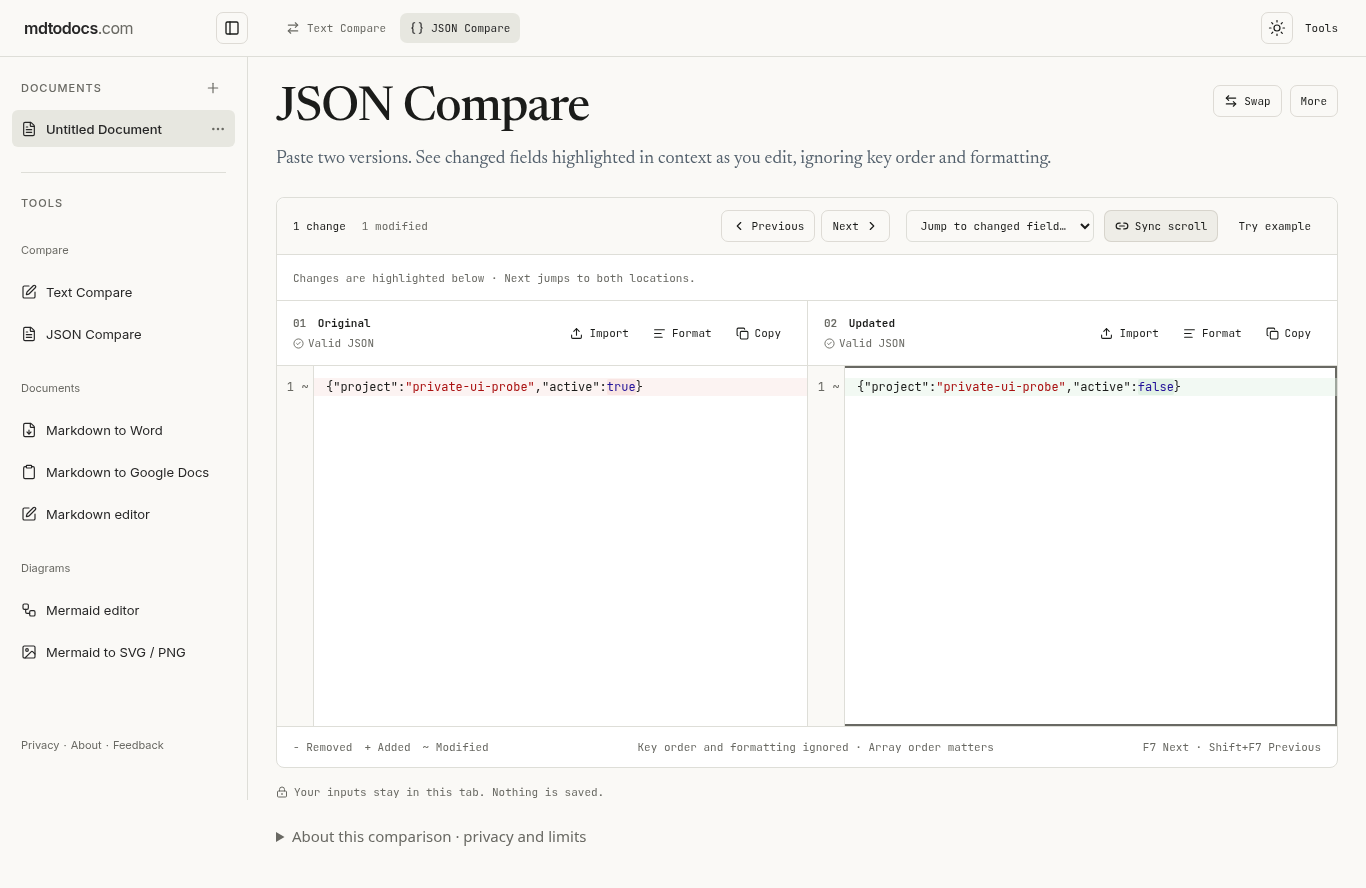 mdtodocs.com
Text Compare
JSON Compare
Tools
DOCUMENTS
Untitled Document
TOOLS
Compare
Text Compare
JSON Compare
Documents
Markdown to Word
Markdown to Google Docs
Markdown editor
Diagrams
Mermaid editor
Mermaid to SVG / PNG
Privacy · About · Feedback
JSON Compare
Swap
More
Paste two versions. See changed fields highlighted in context as you edit, ignoring key order and formatting.
1 change 1 modified
Previous
Next
Jump to changed field…
Sync scroll
Try example
Changes are highlighted below · Next jumps to both locations.
01 Original
Valid JSON
Import
Format
Copy
02 Updated
Valid JSON
Import
Format
Copy
1 ~ {"project":"private-ui-probe","active":true}
1 ~ {"project":"private-ui-probe","active":false}
- Removed + Added ~ Modified
Key order and formatting ignored · Array order matters
F7 Next · Shift+F7 Previous
Your inputs stay in this tab. Nothing is saved.
About this comparison · privacy and limits